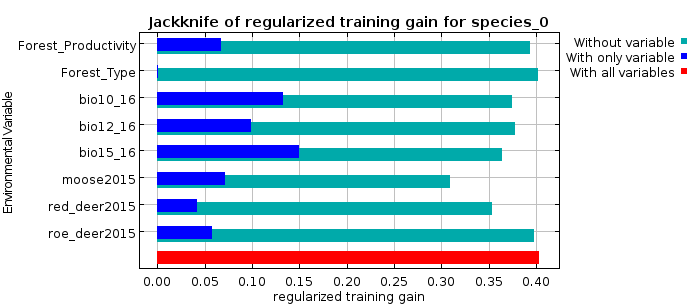 Jackknife of regularized training gain for species_0
Without variable
With only variable
With all variables
Environmental Variable
Forest_Productivity
Forest_Type
bio10_16
bio12_16
bio15_16
moose2015
red_deer2015
roe_deer2015
0.00 0.05 0.10 0.15 0.20 0.25 0.30 0.35 0.40
regularized training gain